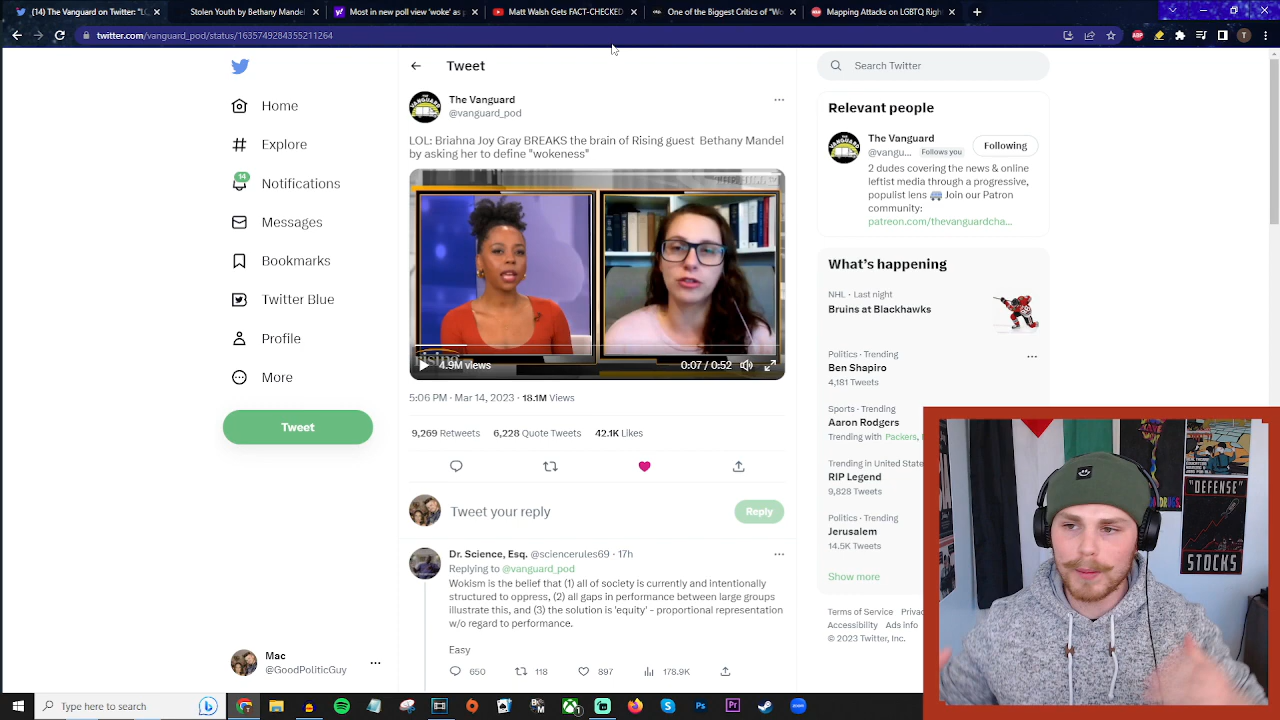 (14) The Vanguard on Twitter: "L
Stolen Youth by Bethany Mandel
Most in new poll view 'woke' as p
Matt Walsh Gets FACT-CHECKED
One of the Biggest Critics of "Wo
Mapping Attacks on LGBTQ Righ
twitter.com/vanguard_pod/status/1635749284355211264
ABP
T
Home
Explore
14
Notifications
Messages
Bookmarks
Twitter Blue
Profile
More
Tweet
Mac
@GoodPoliticGuy
Tweet
The Vanguard
@vanguard_pod
LOL: Briahna Joy Gray BREAKS the brain of Rising guest Bethany Mandel
by asking her to define "wokeness"
rising
4.9M views
0:07 / 0:52
5:06 PM · Mar 14, 2023 · 18.1M Views
9,269 Retweets 6,228 Quote Tweets 42.1K Likes
Tweet your reply
Reply
Dr. Science, Esq. @sciencerules69 · 17h
Replying to @vanguard_pod
Wokism is the belief that (1) all of society is currently and intentionally
structured to oppress, (2) all gaps in performance between large groups
illustrate this, and (3) the solution is 'equity' - proportional representation
w/o regard to performance.
Easy
650 118 897 178.9K
Search Twitter
Relevant people
The Vanguard
@vangu... Follows you
Following
2 dudes covering the news & online
leftist media through a progressive,
populist lens 🚐 Join our Patron
community:
patreon.com/thevanguardcha...
What's happening
NHL · Last night
Bruins at Blackhawks
Politics · Trending
Ben Shapiro
4,181 Tweets
Sports · Trending
Aaron Rodgers
Trending with Packers,
Trending in United State
RIP Legend
9,828 Tweets
Politics · Trending
Jerusalem
14.5K Tweets
Show more
Terms of Service Privac
Accessibility Ads info
© 2023 Twitter, Inc.
"DEFENSE"
STOCKS
Type here to search